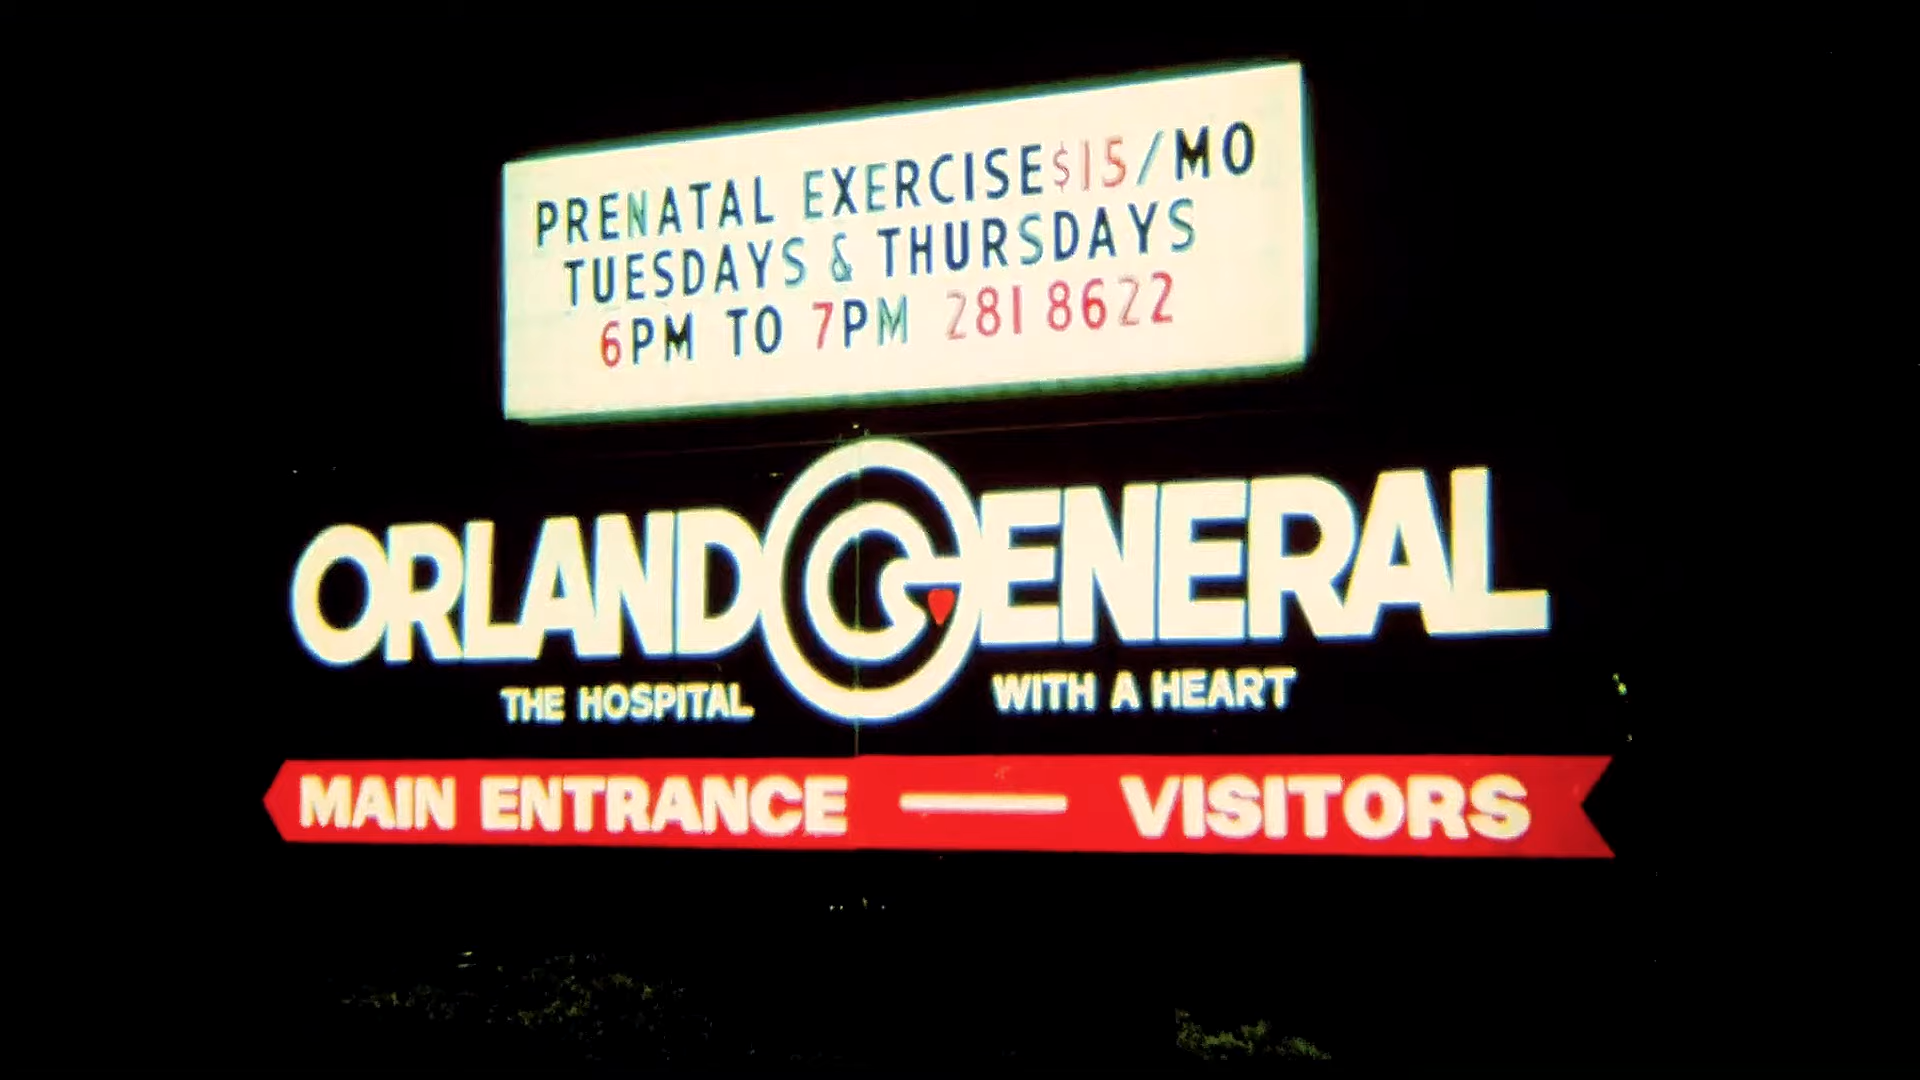 PRENATAL EXERCISE $15/MO
TUESDAYS & THURSDAYS
6PM TO 7PM 281 8622
ORLANDO GENERAL
THE HOSPITAL WITH A HEART
MAIN ENTRANCE — VISITORS